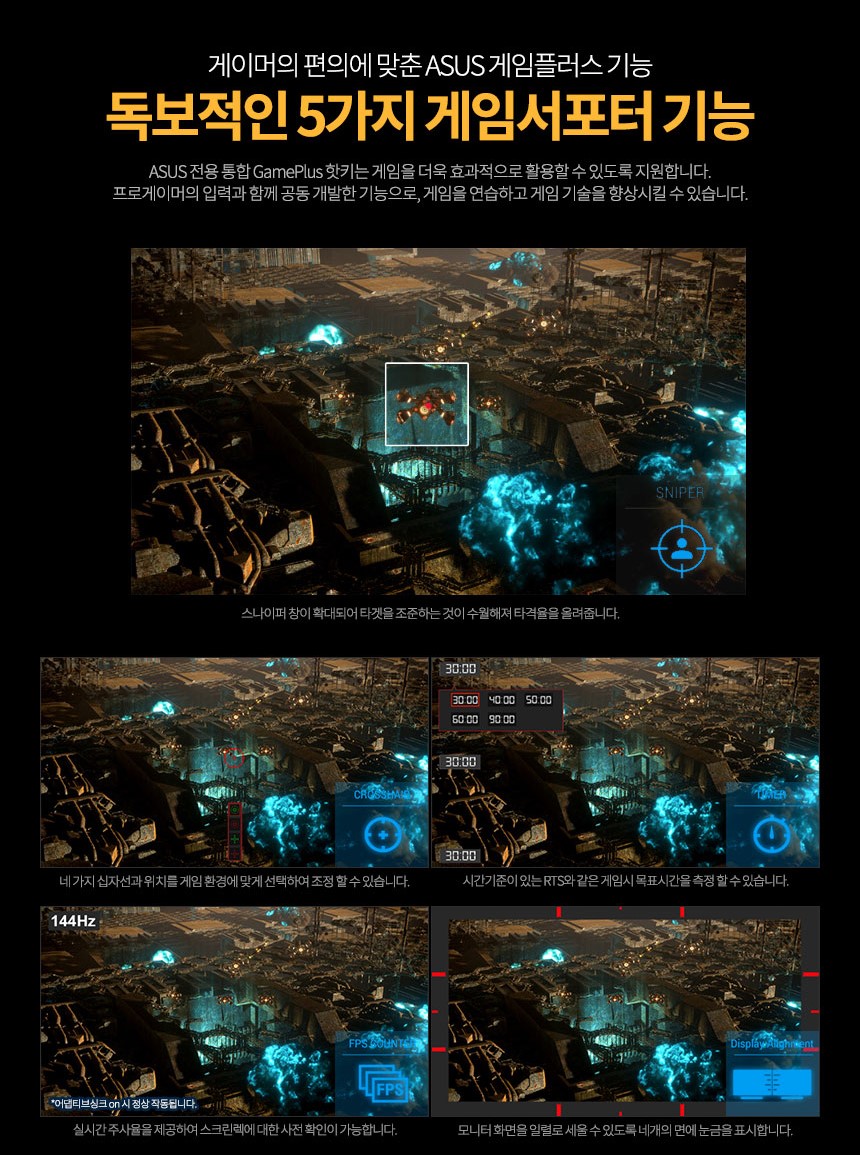 게이머의 편의에 맞춘 ASUS 게임플러스 기능
독보적인 5가지 게임서포터 기능
ASUS 전용 통합 GamePlus 핫키는 게임을 더욱 효과적으로 활용할 수 있도록 지원합니다.
프로게이머의 입력과 함께 공동 개발한 기능으로, 게임을 연습하고 게임 기술을 향상시킬 수 있습니다.
SNIPER
스나이퍼 창이 확대되어 타겟을 조준하는 것이 수월해져 타격율을 올려줍니다.
CROSSHAIR
네 가지 십자선과 위치를 게임 환경에 맞게 선택하여 조정 할 수 있습니다.
30:00
30:00 40:00 50:00
60:00 90:00
30:00
TIMER
30:00
시간기준이 있는 RTS와 같은 게임시 목표시간을 측정 할 수 있습니다.
144Hz
FPS COUNTER
FPS
*어댑티브싱크 on 시 정상 작동됩니다.
실시간 주사율을 제공하여 스크린렉에 대한 사전 확인이 가능합니다.
Display Alignment
모니터 화면을 일렬로 세울 수 있도록 네개의 면에 눈금을 표시합니다.